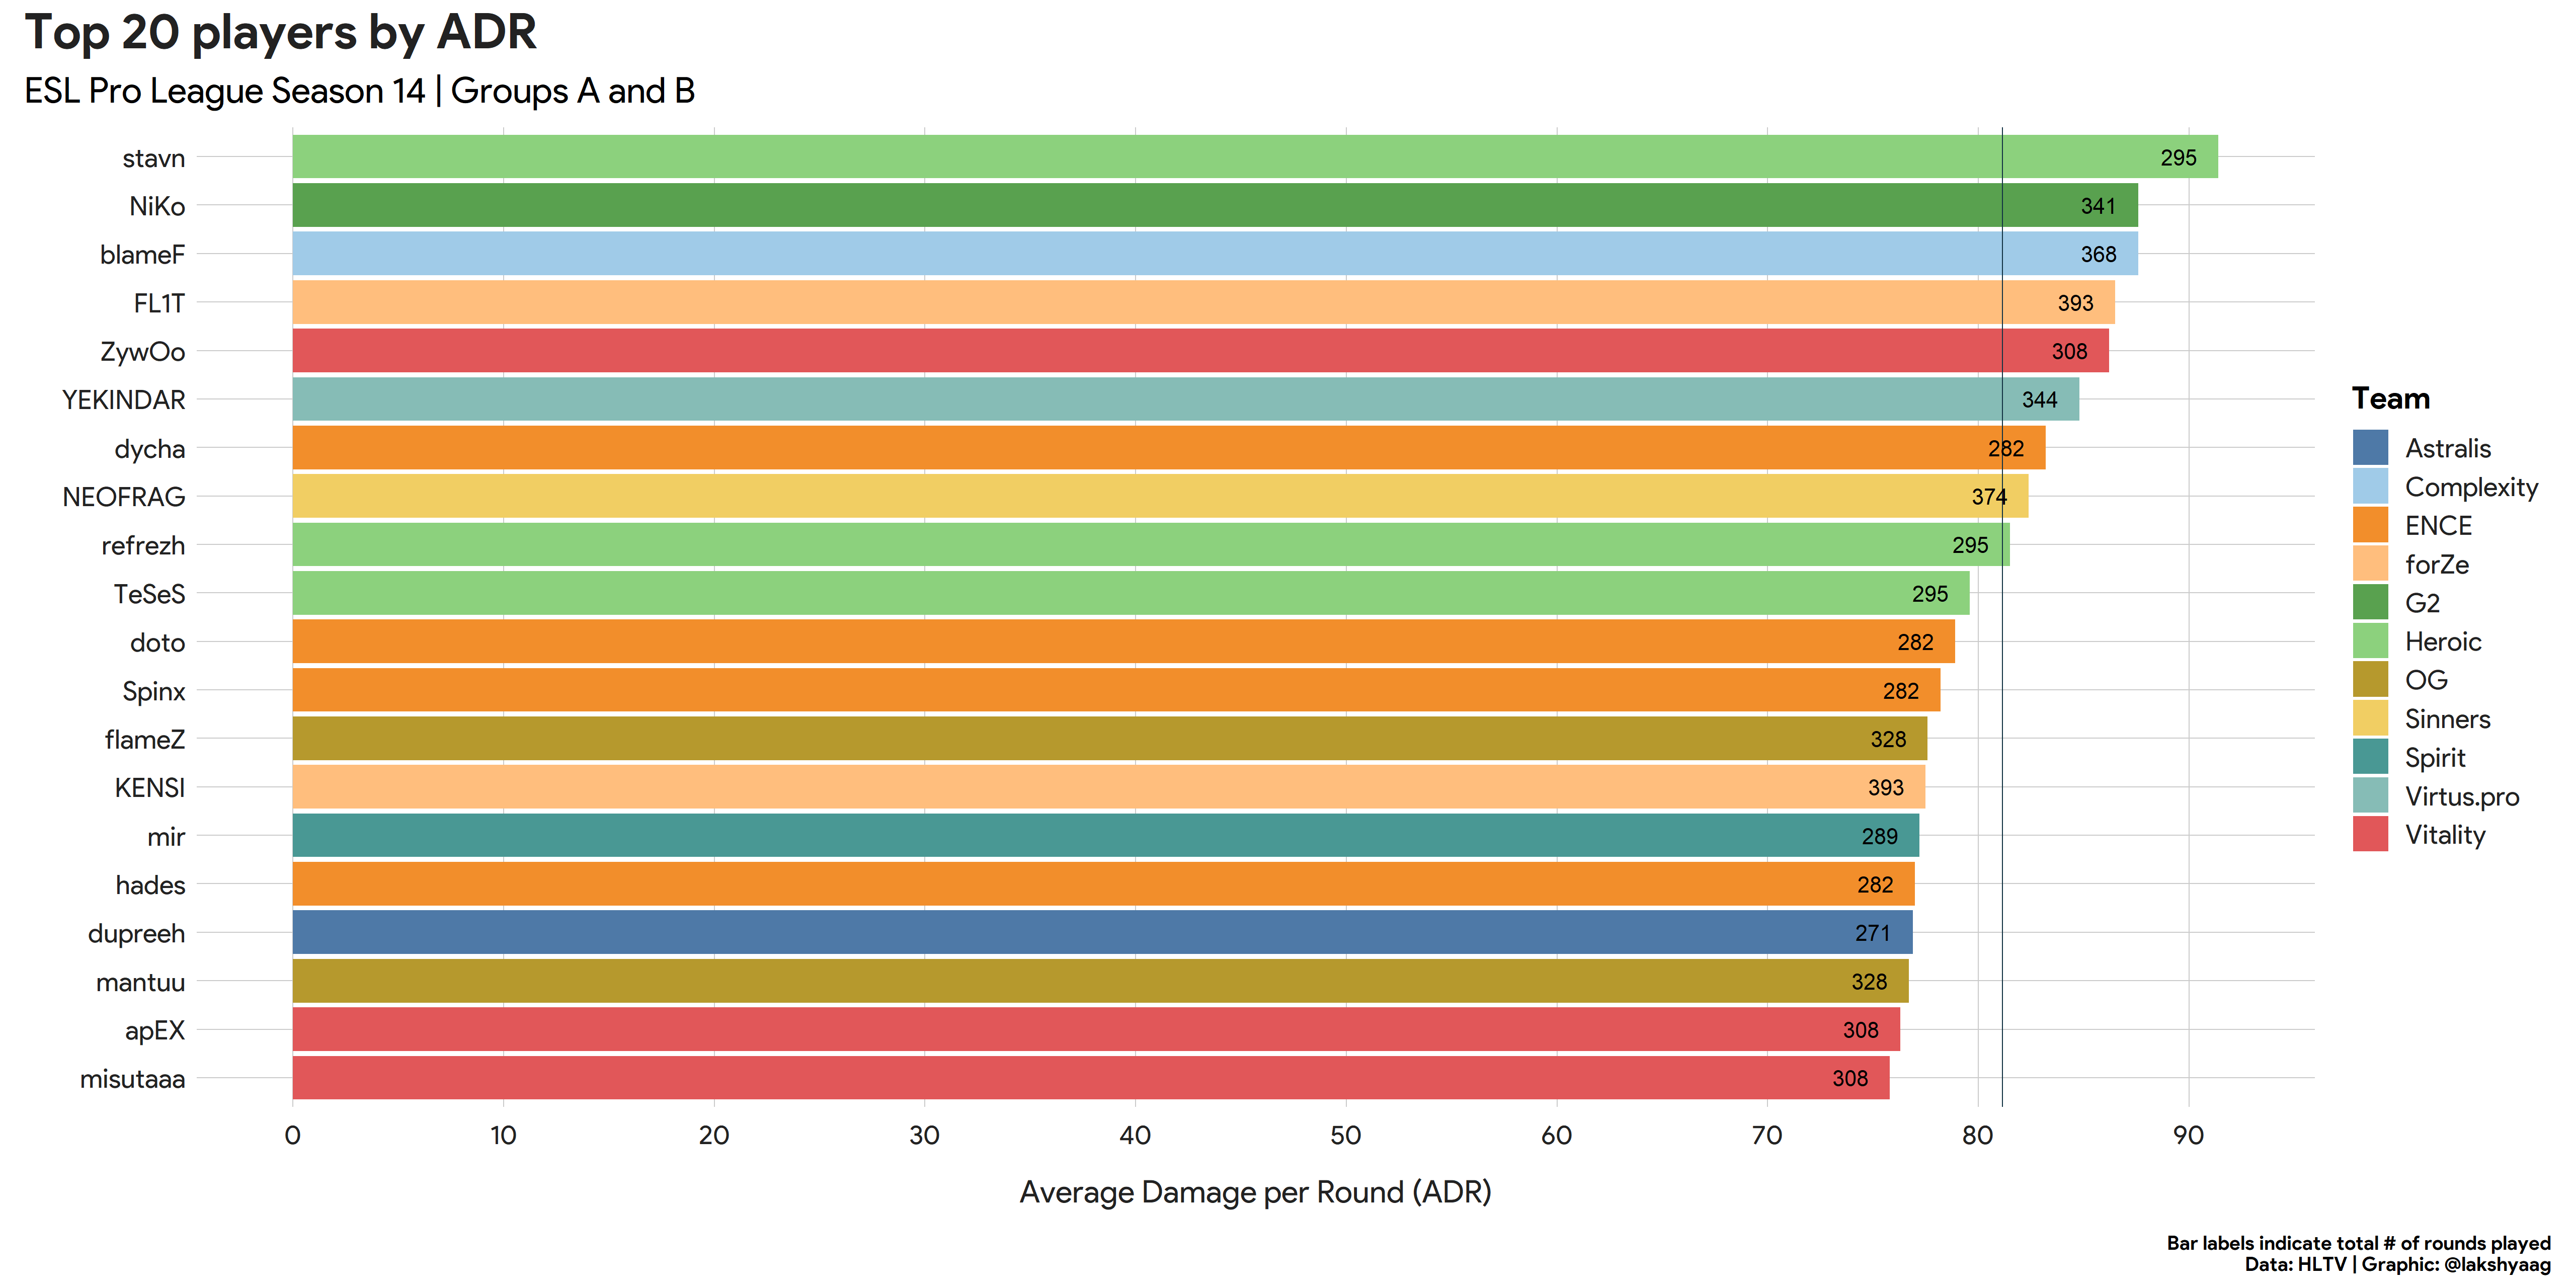 Top 20 players by ADR
ESL Pro League Season 14 | Groups A and B
stavn 295
NiKo 341
blameF 368
FL1T 393
ZywOo 308
YEKINDAR 344
dycha 282
NEOFRAG 374
refrezh 295
TeSeS 295
doto 282
Spinx 282
flameZ 328
KENSI 393
mir 289
hades 282
dupreeh 271
mantuu 328
apEX 308
misutaaa 308
0 10 20 30 40 50 60 70 80 90
Average Damage per Round (ADR)
Team
Astralis
Complexity
ENCE
forZe
G2
Heroic
OG
Sinners
Spirit
Virtus.pro
Vitality
Bar labels indicate total # of rounds played
Data: HLTV | Graphic: @lakshyaag